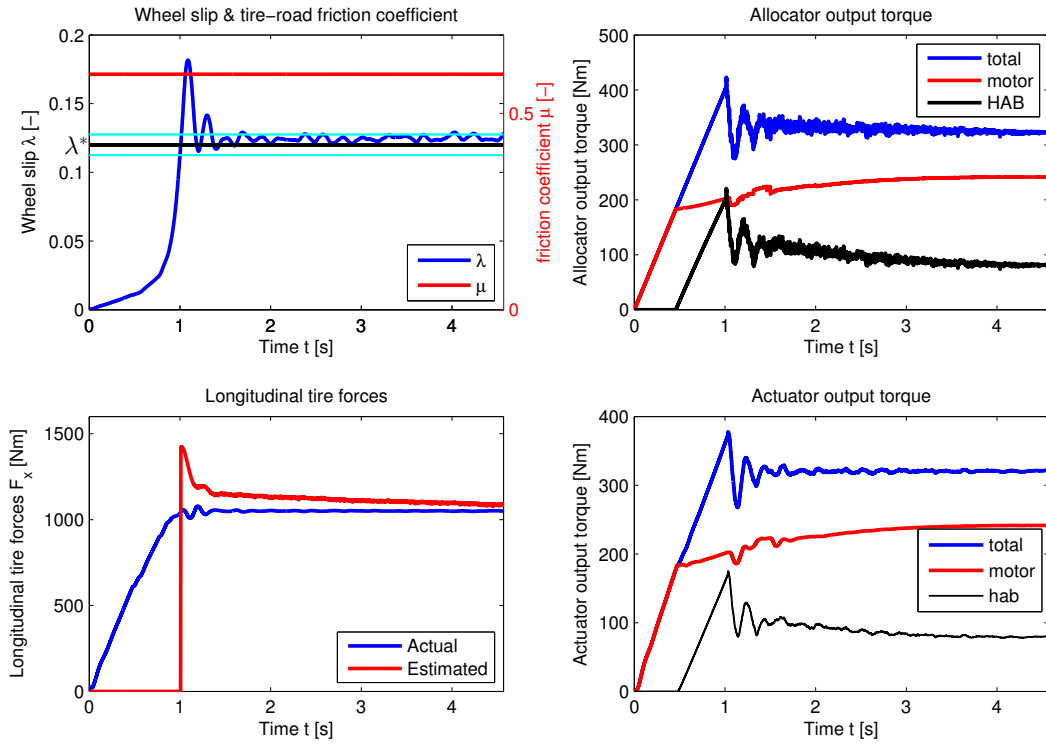 Wheel slip & tire-road friction coefficient
0.2
0.15
λ*
0.1
0.05
0
Wheel slip λ [−]
0.5
0
friction coefficient μ [−]
λ
μ
0 1 2 3 4
Time t [s]
Allocator output torque
500
400
300
200
100
0
Allocator output torque [Nm]
total
motor
HAB
0 1 2 3 4
Time t [s]
Longitudinal tire forces
1500
1000
500
0
Longitudinal tire forces F_x [Nm]
Actual
Estimated
0 1 2 3 4
Time t [s]
Actuator output torque
400
300
200
100
0
Actuator output torque [Nm]
total
motor
hab
0 1 2 3 4
Time t [s]